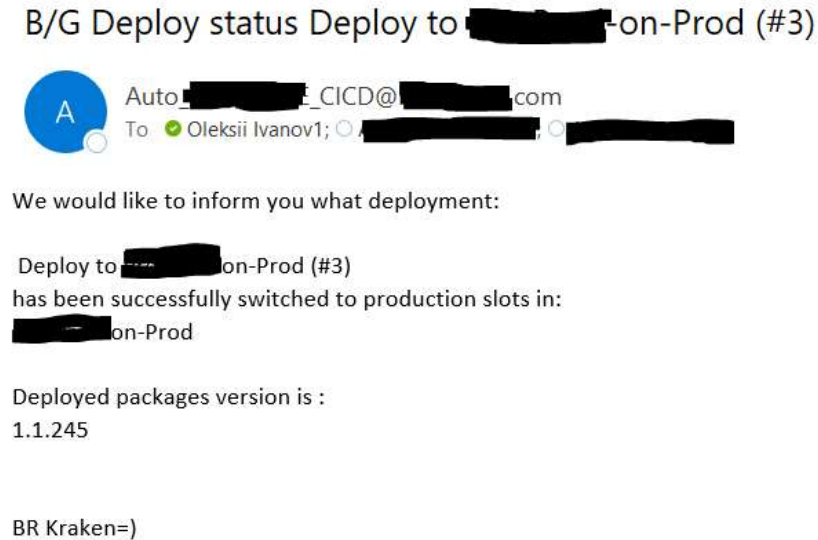 B/G Deploy status Deploy to -on-Prod (#3)
A
Auto_ _CICD@ .com
To Oleksii Ivanov1;
We would like to inform you what deployment:
Deploy to on-Prod (#3)
has been successfully switched to production slots in:
on-Prod
Deployed packages version is :
1.1.245
BR Kraken=)